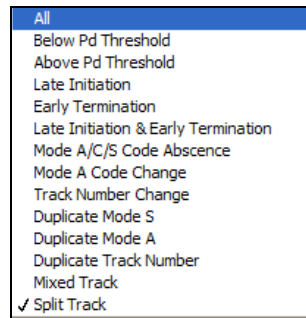 All
Below Pd Threshold
Above Pd Threshold
Late Initiation
Early Termination
Late Initiation & Early Termination
Mode A/C/S Code Abscence
Mode A Code Change
Track Number Change
Duplicate Mode S
Duplicate Mode A
Duplicate Track Number
Mixed Track
✓ Split Track